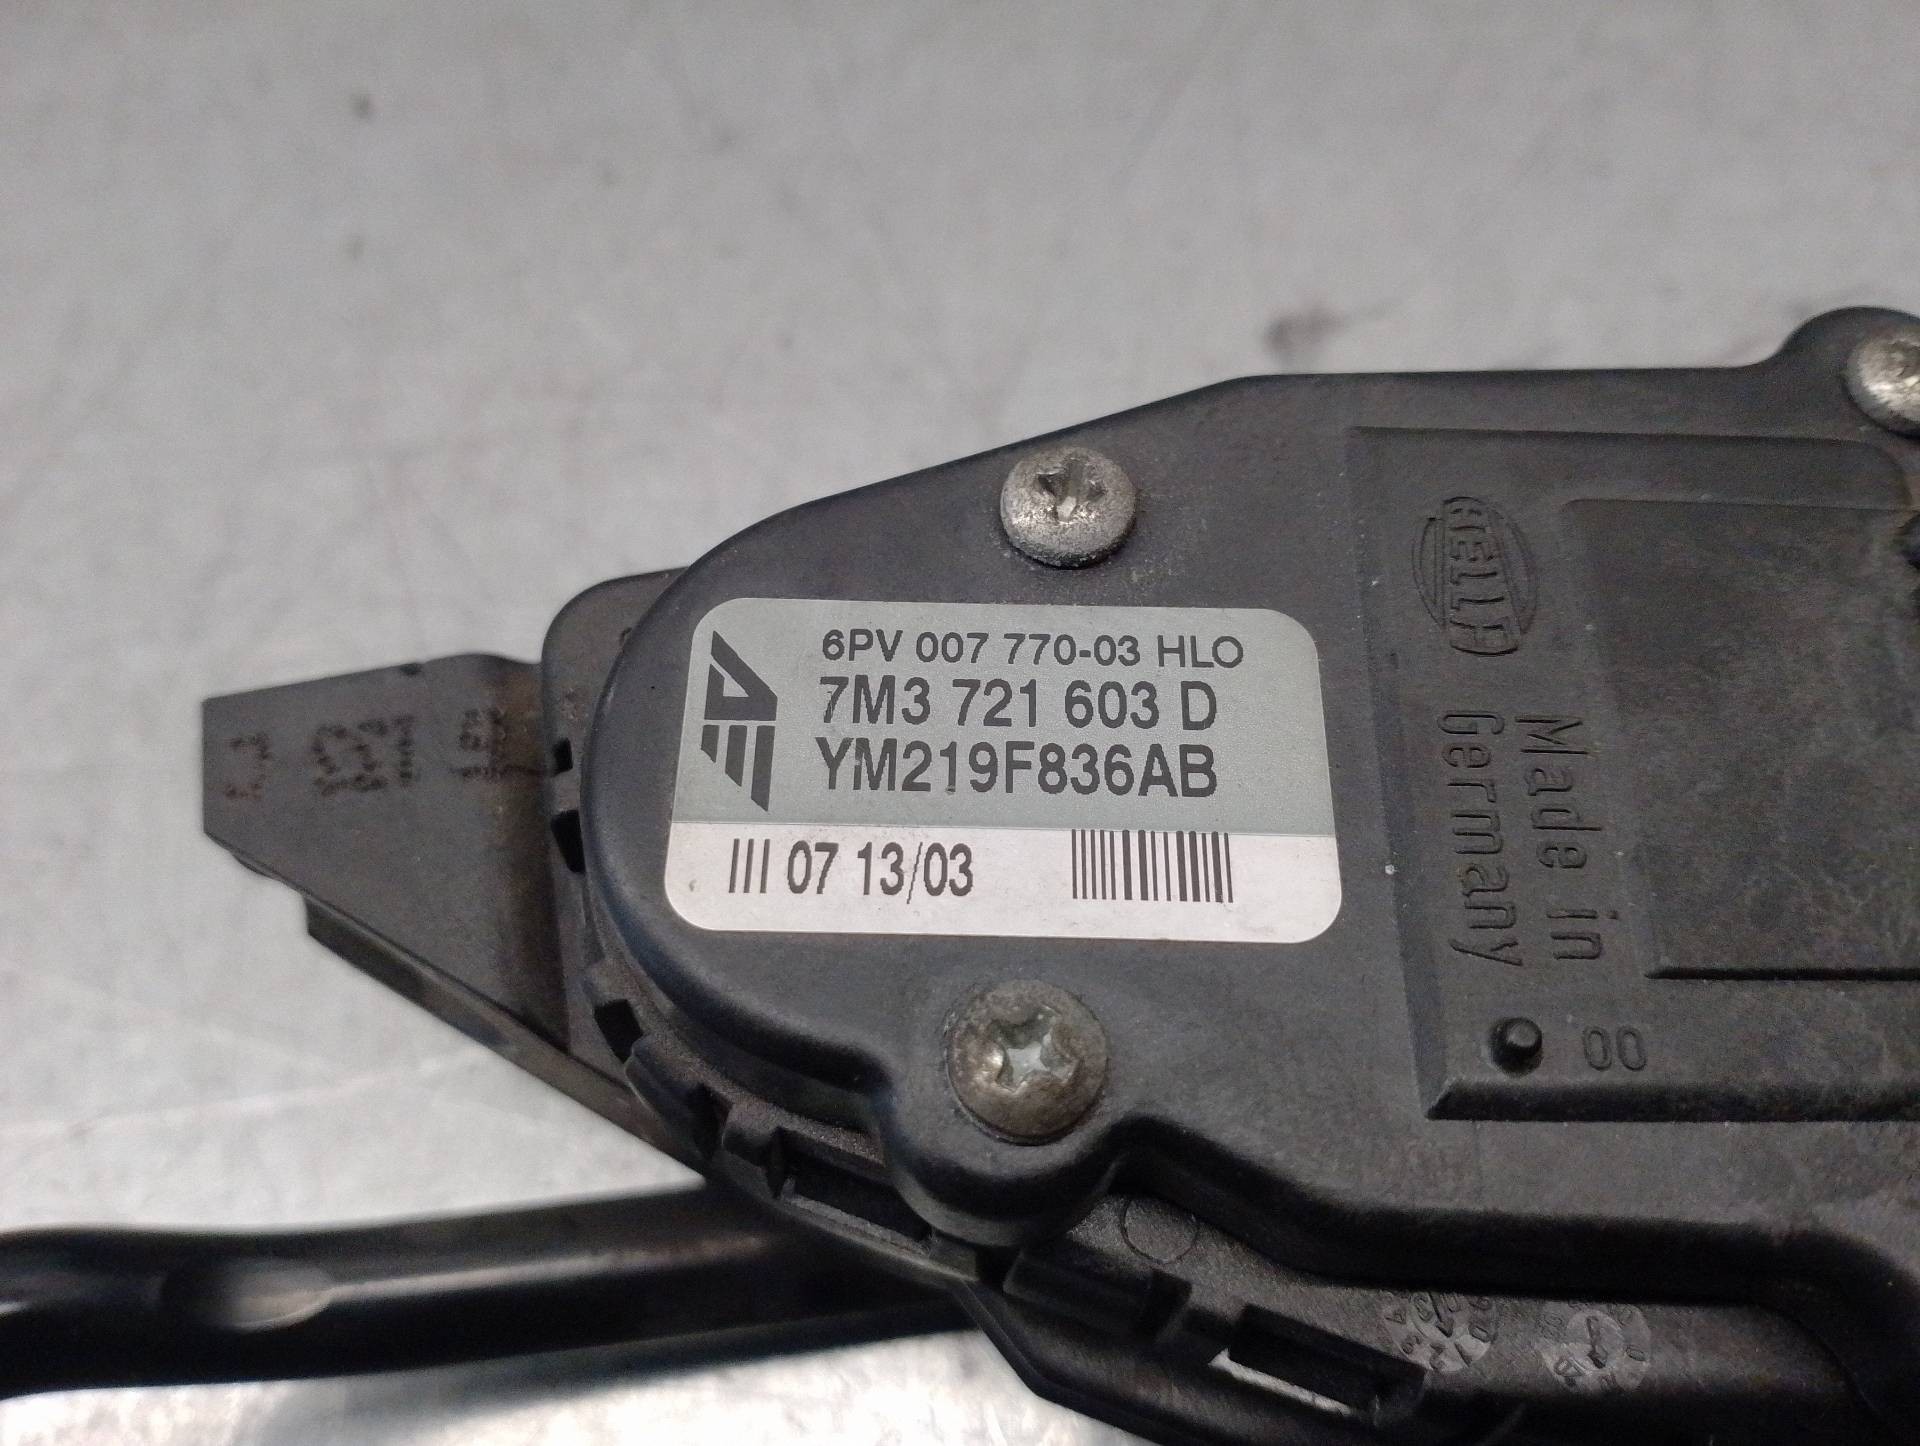 6PV 007 770-03 HLO
7M3 721 603 D
YM219F836AB
III 07 13/03
HELLA
Made in
Germany
00